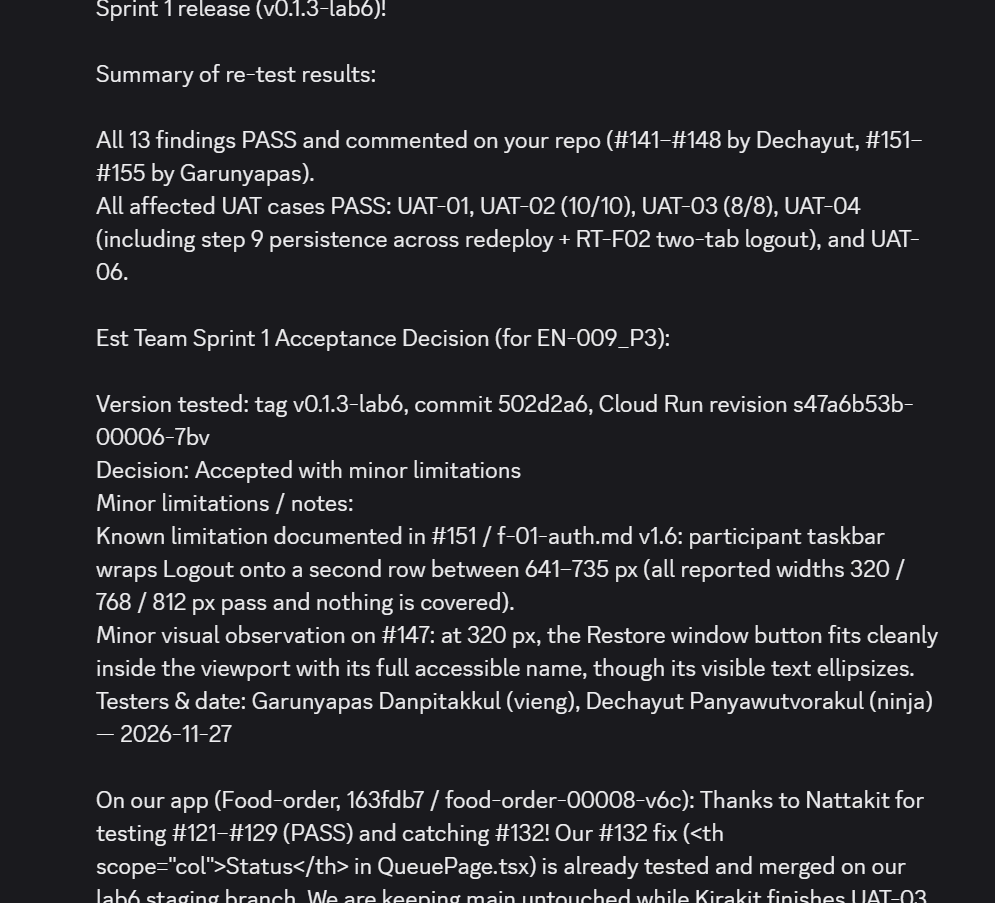 Sprint 1 release (v0.1.3-lab6)!
Summary of re-test results:
All 13 findings PASS and commented on your repo (#141–#148 by Dechayut, #151–
#155 by Garunyapas).
All affected UAT cases PASS: UAT-01, UAT-02 (10/10), UAT-03 (8/8), UAT-04
(including step 9 persistence across redeploy + RT-F02 two-tab logout), and UAT-
06.
Est Team Sprint 1 Acceptance Decision (for EN-009_P3):
Version tested: tag v0.1.3-lab6, commit 502d2a6, Cloud Run revision s47a6b53b-
00006-7bv
Decision: Accepted with minor limitations
Minor limitations / notes:
Known limitation documented in #151 / f-01-auth.md v1.6: participant taskbar
wraps Logout onto a second row between 641–735 px (all reported widths 320 /
768 / 812 px pass and nothing is covered).
Minor visual observation on #147: at 320 px, the Restore window button fits cleanly
inside the viewport with its full accessible name, though its visible text ellipsizes.
Testers & date: Garunyapas Danpitakkul (vieng), Dechayut Panyawutvorakul (ninja)
— 2026-11-27
On our app (Food-order, 163fdb7 / food-order-00008-v6c): Thanks to Nattakit for
testing #121–#129 (PASS) and catching #132! Our #132 fix (<th
scope="col">Status</th> in QueuePage.tsx) is already tested and merged on our
lab6 staging branch. We are keeping main untouched while Kirakit finishes UAT-03